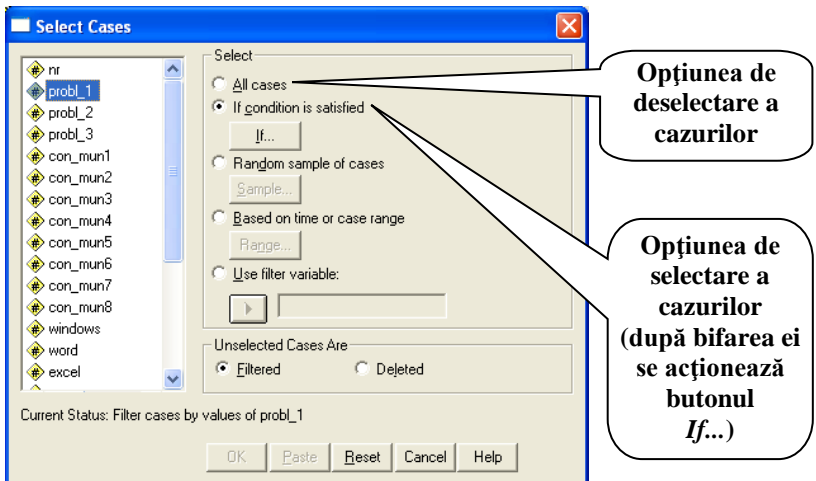 Select Cases
nr
probl_1
probl_2
probl_3
con_mun1
con_mun2
con_mun3
con_mun4
con_mun5
con_mun6
con_mun7
con_mun8
windows
word
excel
Select
All cases
If condition is satisfied
If...
Random sample of cases
Sample...
Based on time or case range
Range...
Use filter variable:
Unselected Cases Are
Filtered
Deleted
Current Status: Filter cases by values of probl_1
OK
Paste
Reset
Cancel
Help
Opţiunea de
deselectare a
cazurilor
Opţiunea de
selectare a
cazurilor
(după bifarea ei
se acţionează
butonul
If...)